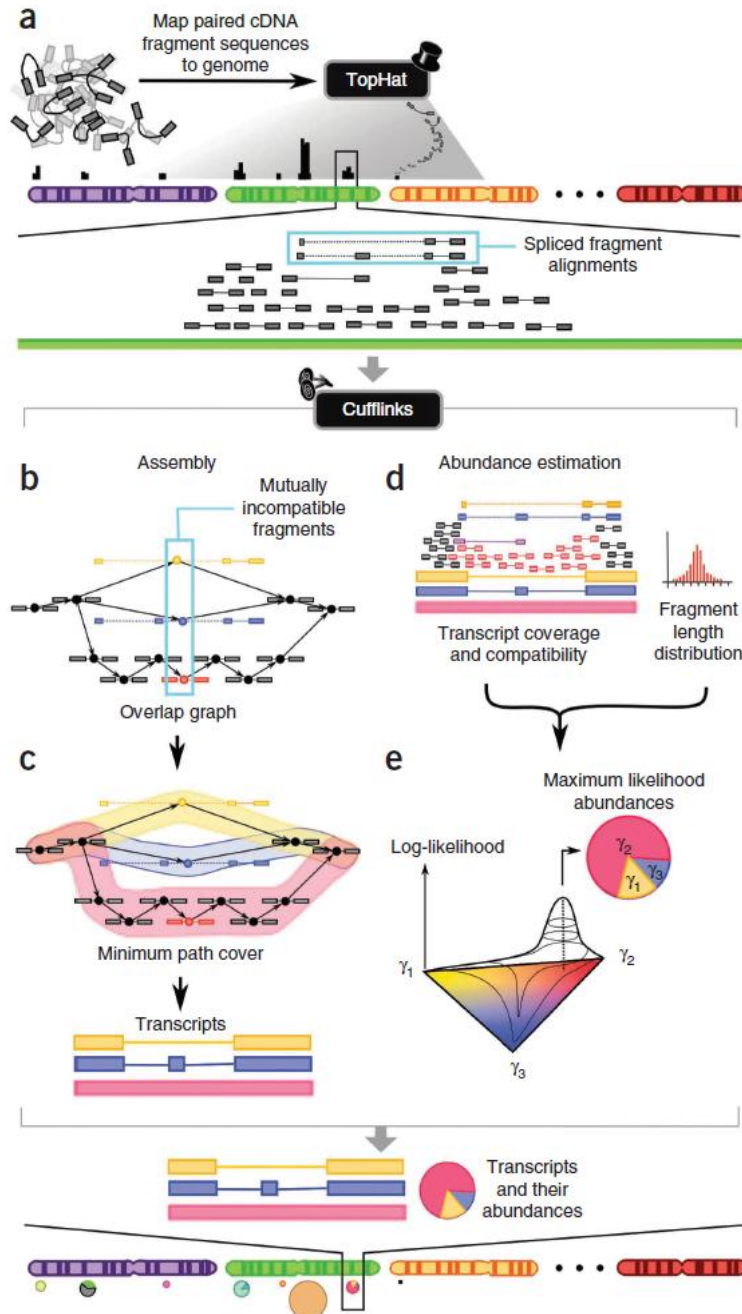 a
Map paired cDNA
fragment sequences
to genome
TopHat
Spliced fragment
alignments
Cufflinks
b
Assembly
Mutually
incompatible
fragments
Overlap graph
c
Minimum path cover
Transcripts
d
Abundance estimation
Transcript coverage
and compatibility
Fragment
length
distribution
e
Maximum likelihood
abundances
Log-likelihood
γ₂
γ₁
γ₃
γ₁
γ₂
γ₃
Transcripts
and their
abundances